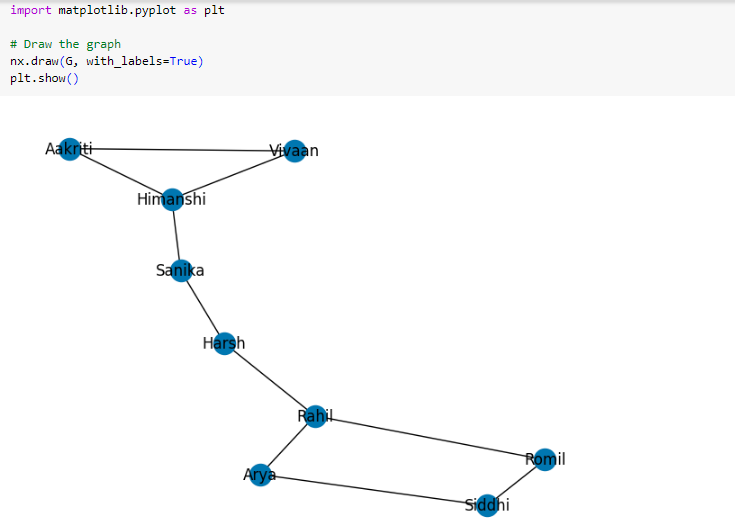 import matplotlib.pyplot as plt
# Draw the graph
nx.draw(G, with_labels=True)
plt.show()
Aakriti
Vivaan
Himanshi
Sanika
Harsh
Rahil
Romil
Arya
Siddhi